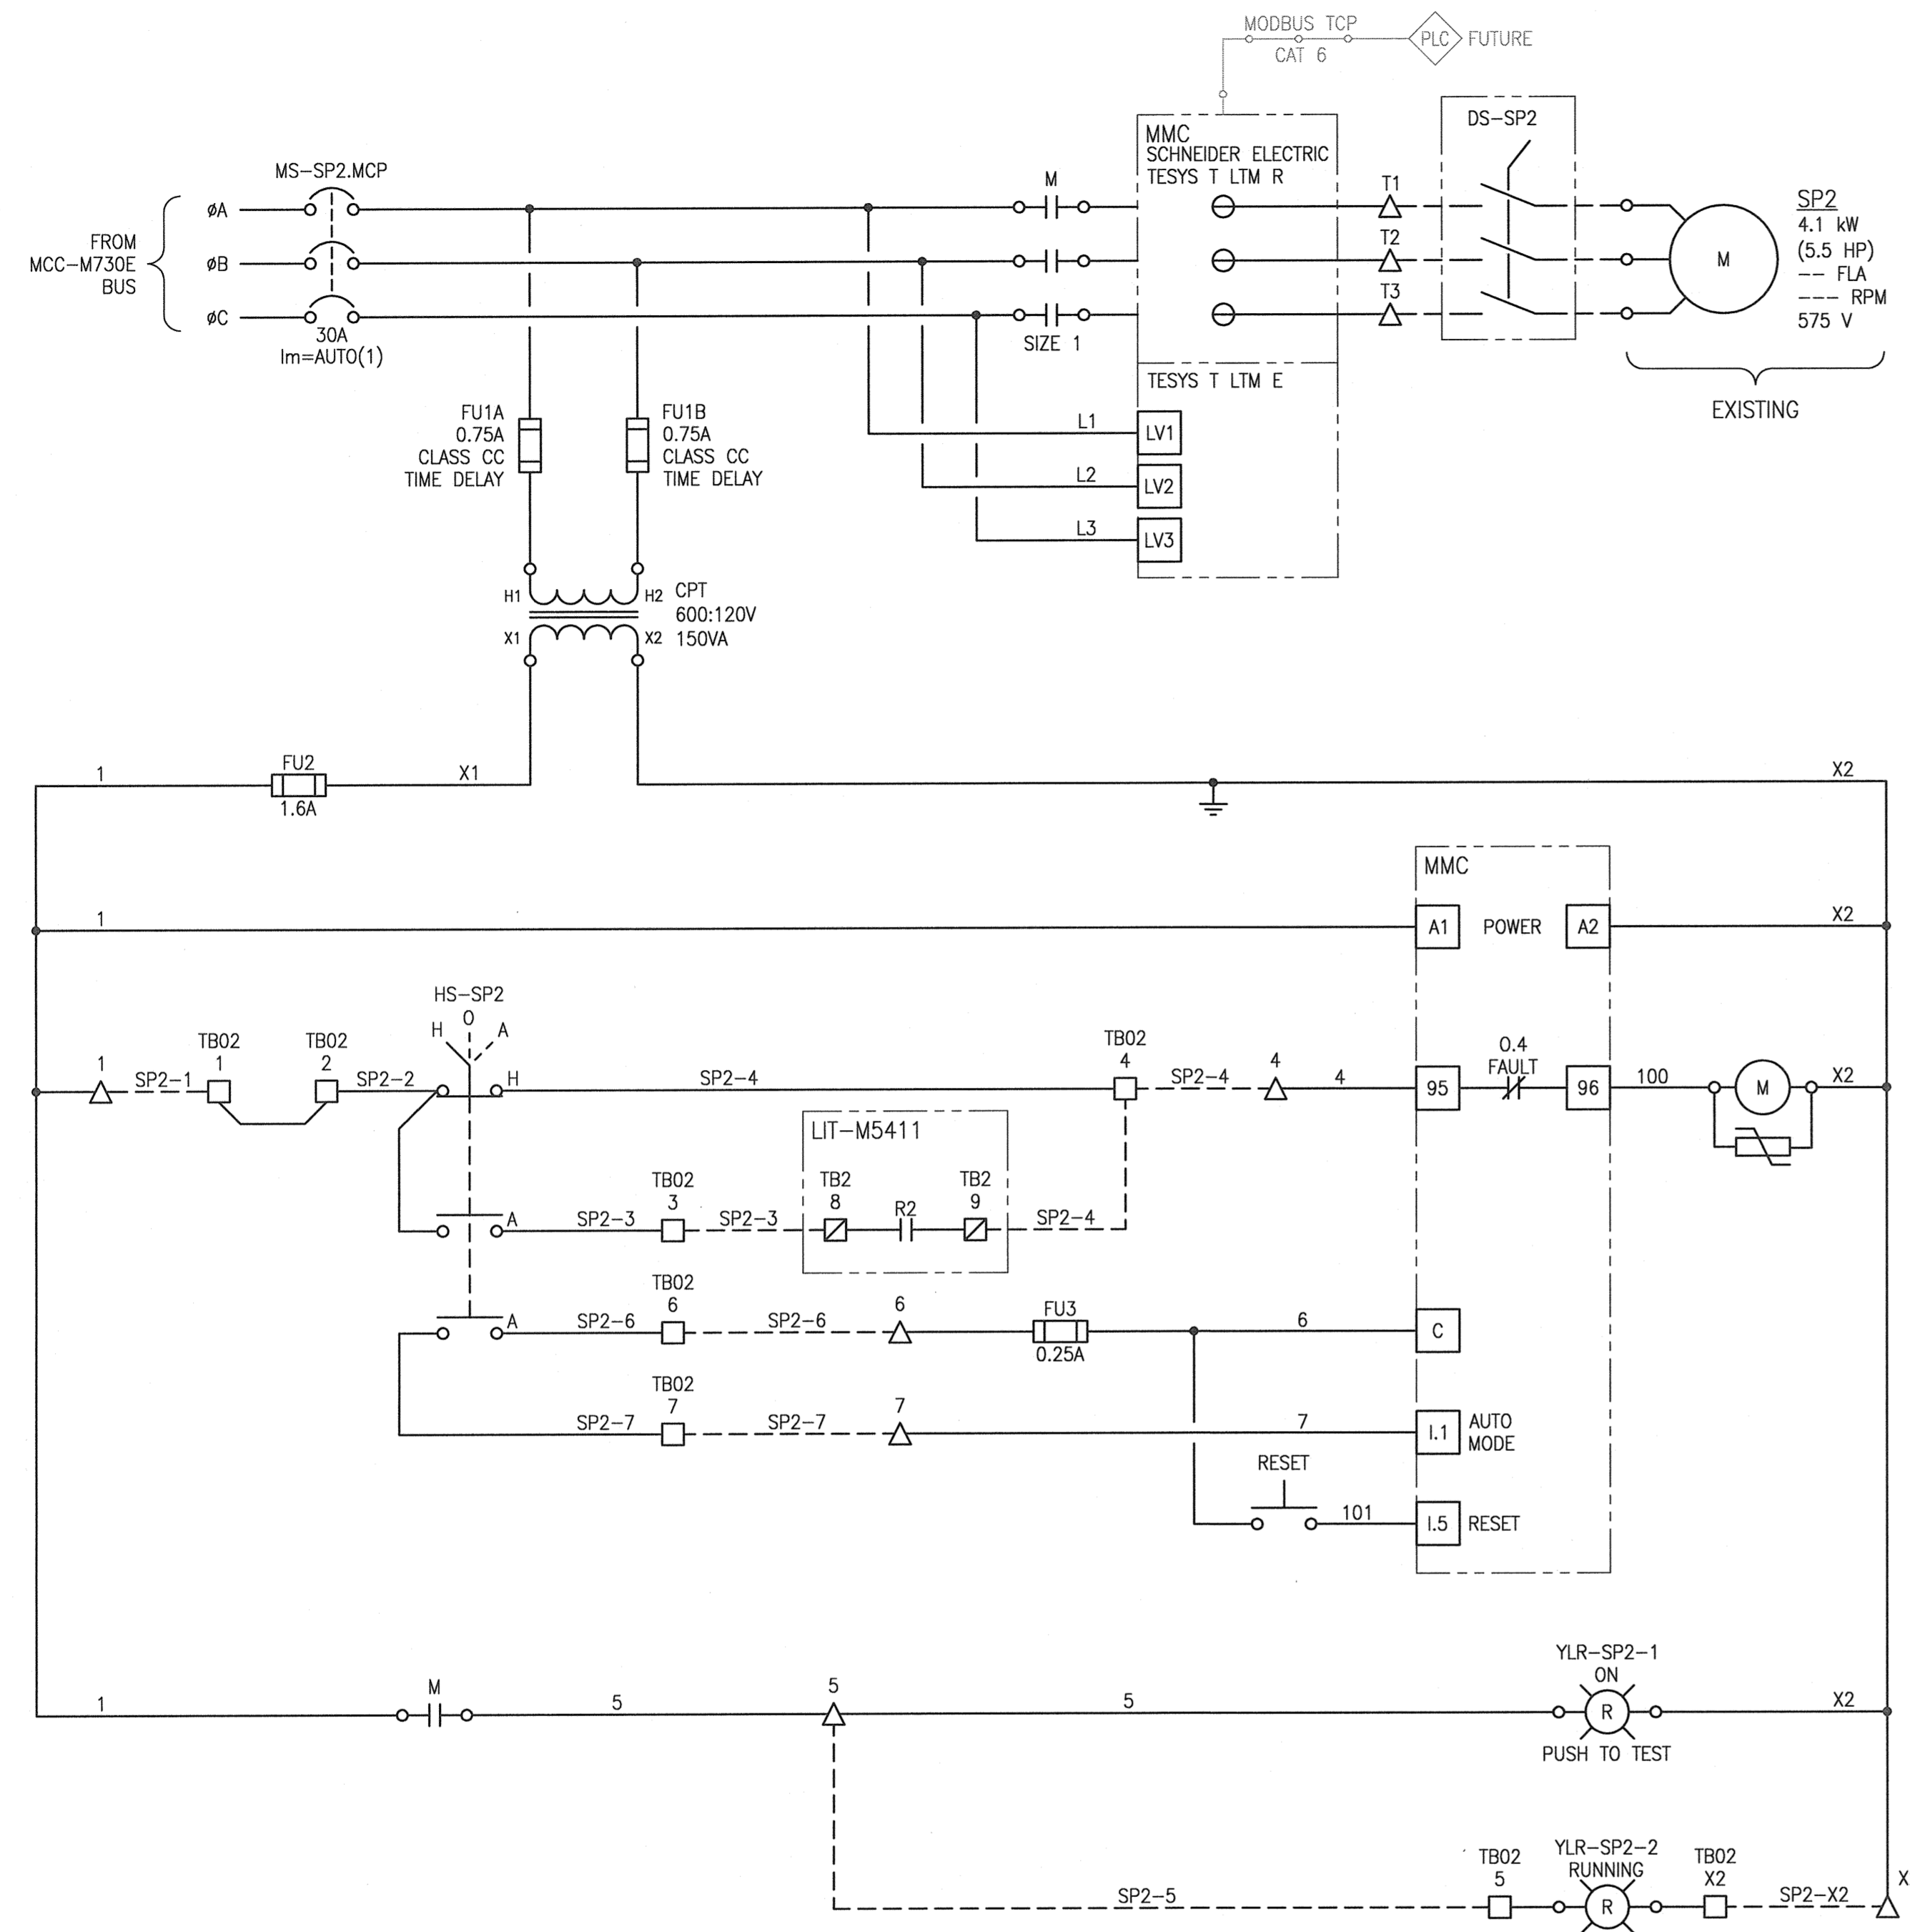 MODBUS TCP
CAT 6
PLC FUTURE
MS-SP2.MCP
FROM
MCC-M730E
BUS
øA
øB
øC
30A
Im=AUTO(1)
M
SIZE 1
MMC
SCHNEIDER ELECTRIC
TESYS T LTM R
TESYS T LTM E
T1
T2
T3
DS-SP2
M
SP2
4.1 kW
(5.5 HP)
-- FLA
--- RPM
575 V
EXISTING
L1 LV1
L2 LV2
L3 LV3
FU1A
0.75A
CLASS CC
TIME DELAY
FU1B
0.75A
CLASS CC
TIME DELAY
H1 H2
X1 X2
CPT
600:120V
150VA
1 FU2 X1 X2
1.6A
MMC
1 A1 POWER A2 X2
HS-SP2
H O A
1 SP2-1
TB02
1
TB02
2
SP2-2 H SP2-4
TB02
4
SP2-4 4 4 95
0.4
FAULT
96 100 M X2
LIT-M5411
A SP2-3
TB02
3
SP2-3
TB2
8
R2
TB2
9
SP2-4
A SP2-6
TB02
6
SP2-6 6
FU3
0.25A
6 C
SP2-7
TB02
7
SP2-7 7 7 I.1
AUTO
MODE
RESET
101 I.5 RESET
1 M 5 5 5
YLR-SP2-1
ON
R X2
PUSH TO TEST
SP2-5
TB02
5
YLR-SP2-2
RUNNING
R
TB02
X2
SP2-X2 X